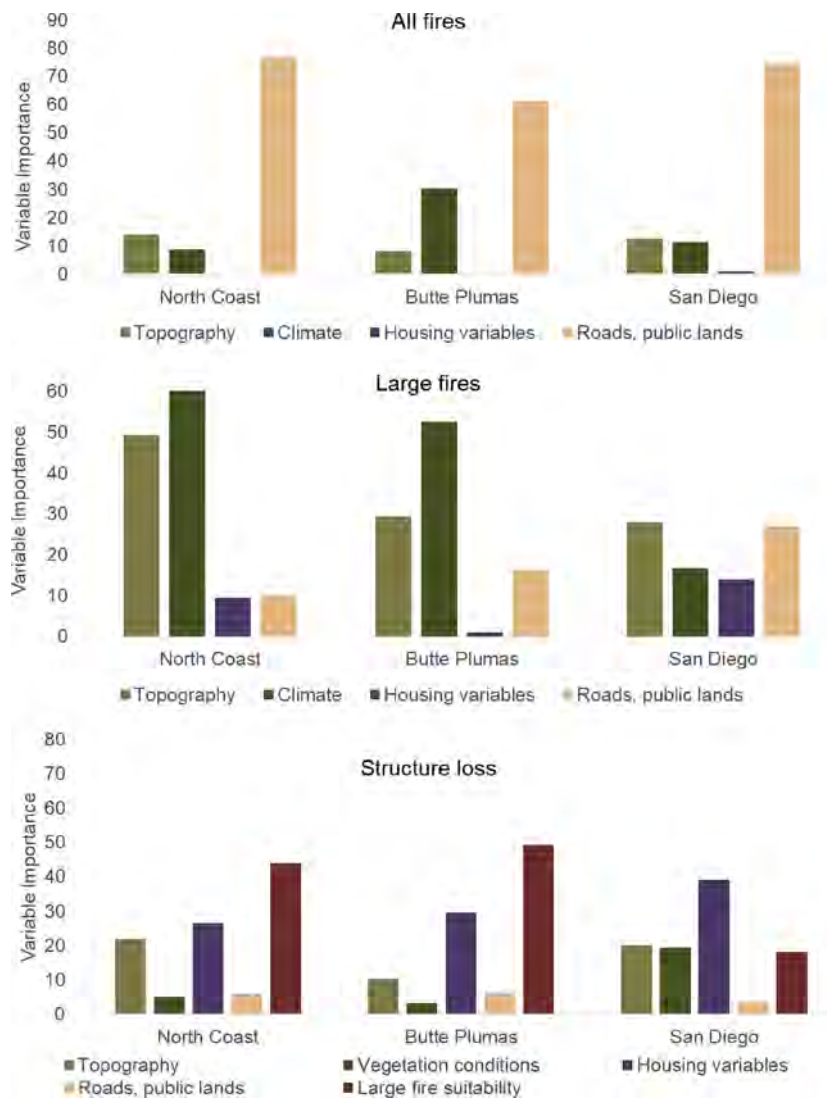 All fires
90
80
70
60
50
40
30
20
10
0
Variable Importance
North Coast Butte Plumas San Diego
Topography Climate Housing variables Roads, public lands
Large fires
60
50
40
30
20
10
0
Variable Importance
North Coast Butte Plumas San Diego
Topography Climate Housing variables Roads, public lands
Structure loss
80
70
60
50
40
30
20
10
0
Variable Importance
North Coast Butte Plumas San Diego
Topography Vegetation conditions Housing variables
Roads, public lands Large fire suitability